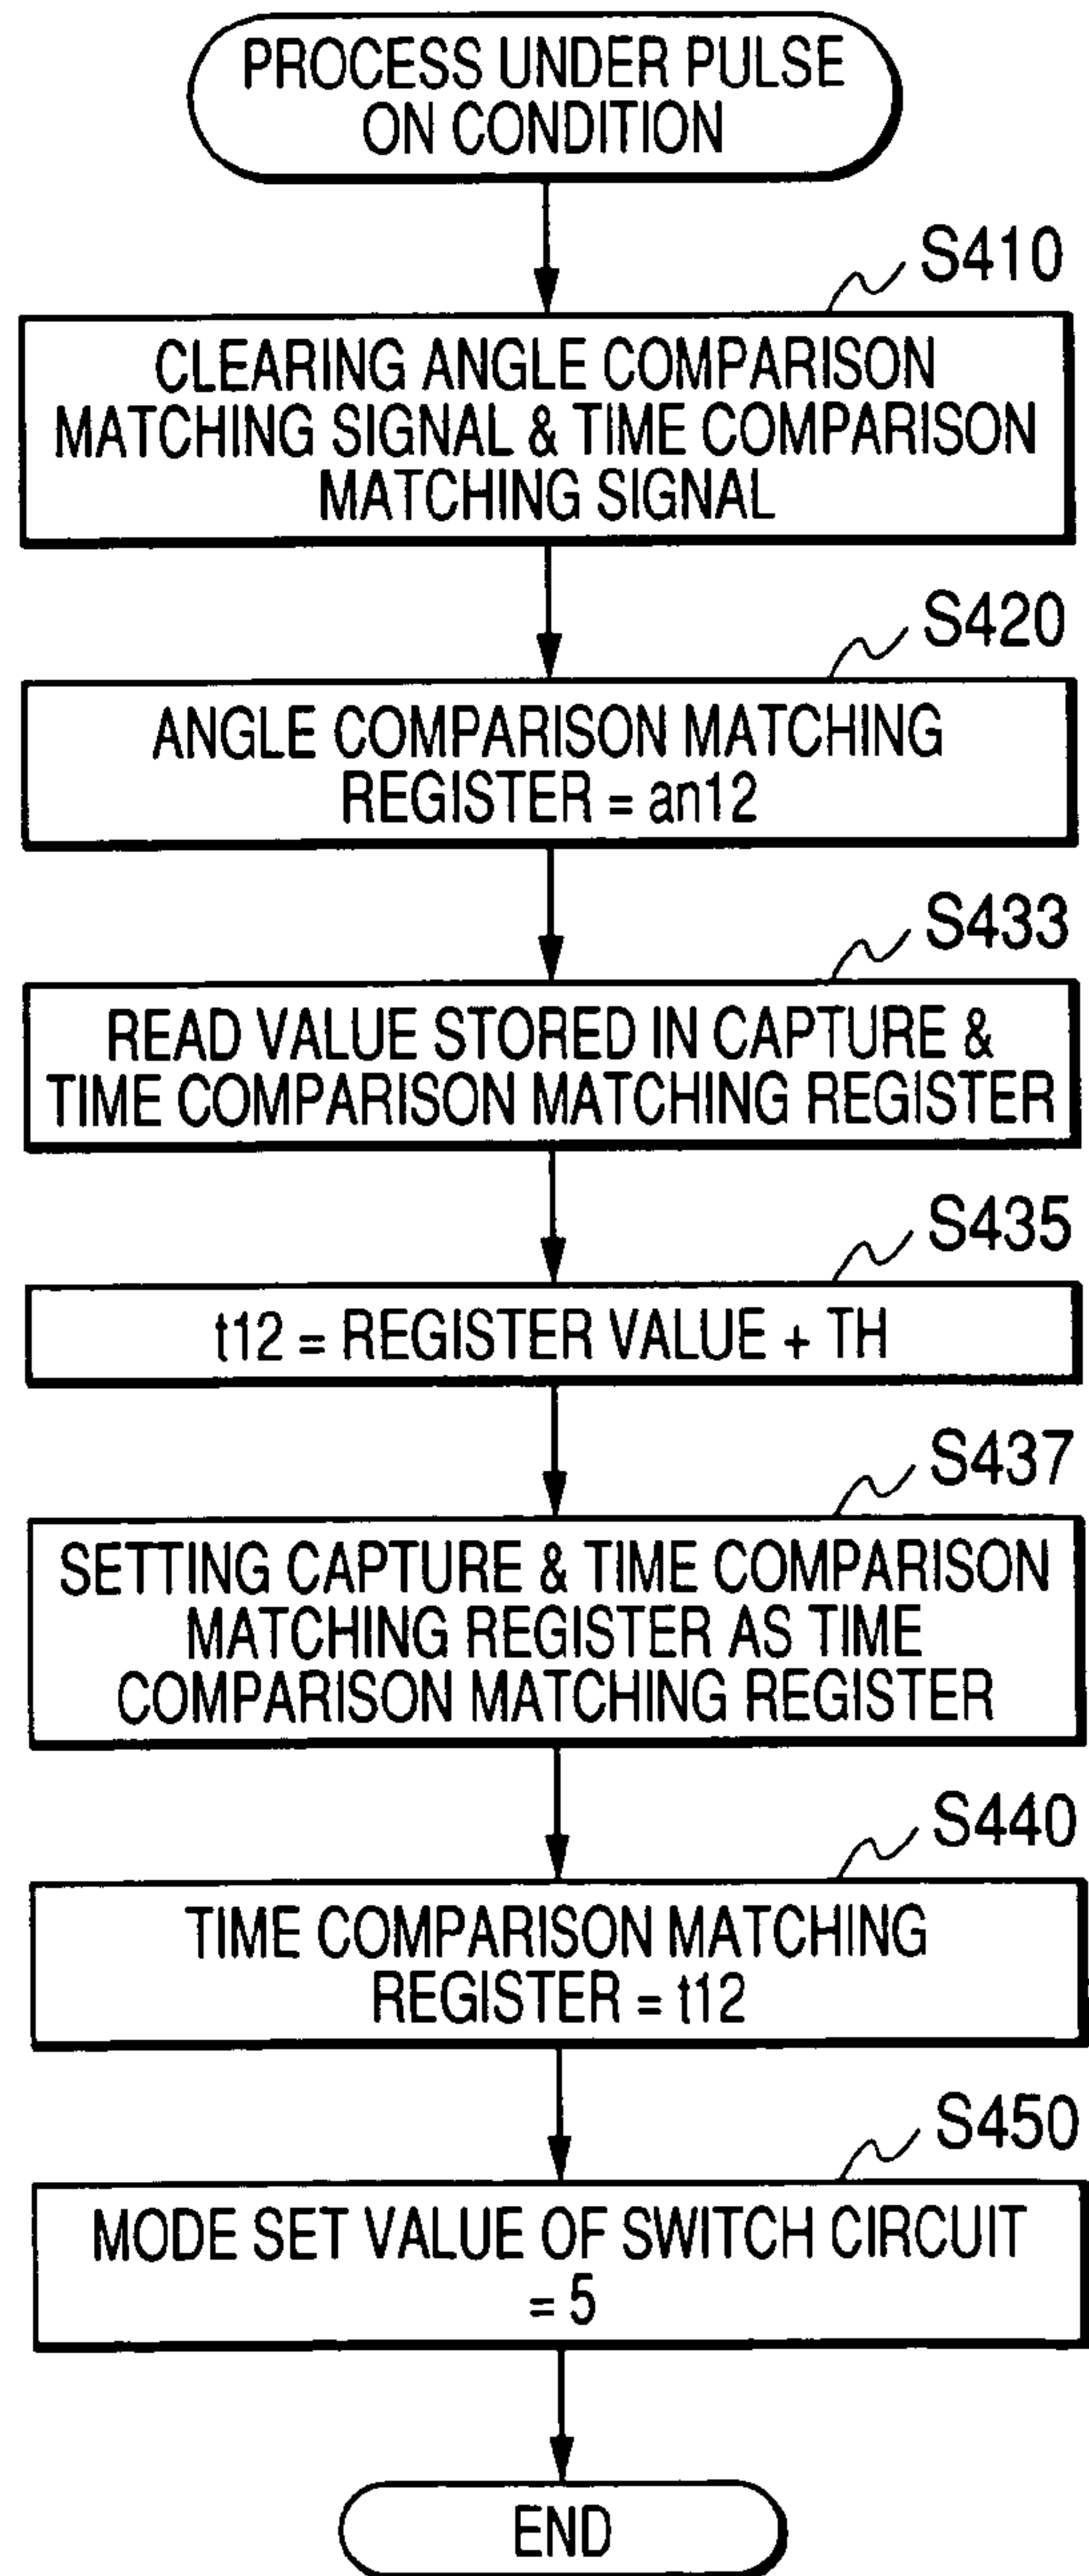 PROCESS UNDER PULSE
ON CONDITION
S410
CLEARING ANGLE COMPARISON
MATCHING SIGNAL & TIME COMPARISON
MATCHING SIGNAL
S420
ANGLE COMPARISON MATCHING
REGISTER = an12
S433
READ VALUE STORED IN CAPTURE &
TIME COMPARISON MATCHING REGISTER
S435
t12 = REGISTER VALUE + TH
S437
SETTING CAPTURE & TIME COMPARISON
MATCHING REGISTER AS TIME
COMPARISON MATCHING REGISTER
S440
TIME COMPARISON MATCHING
REGISTER = t12
S450
MODE SET VALUE OF SWITCH CIRCUIT
= 5
END